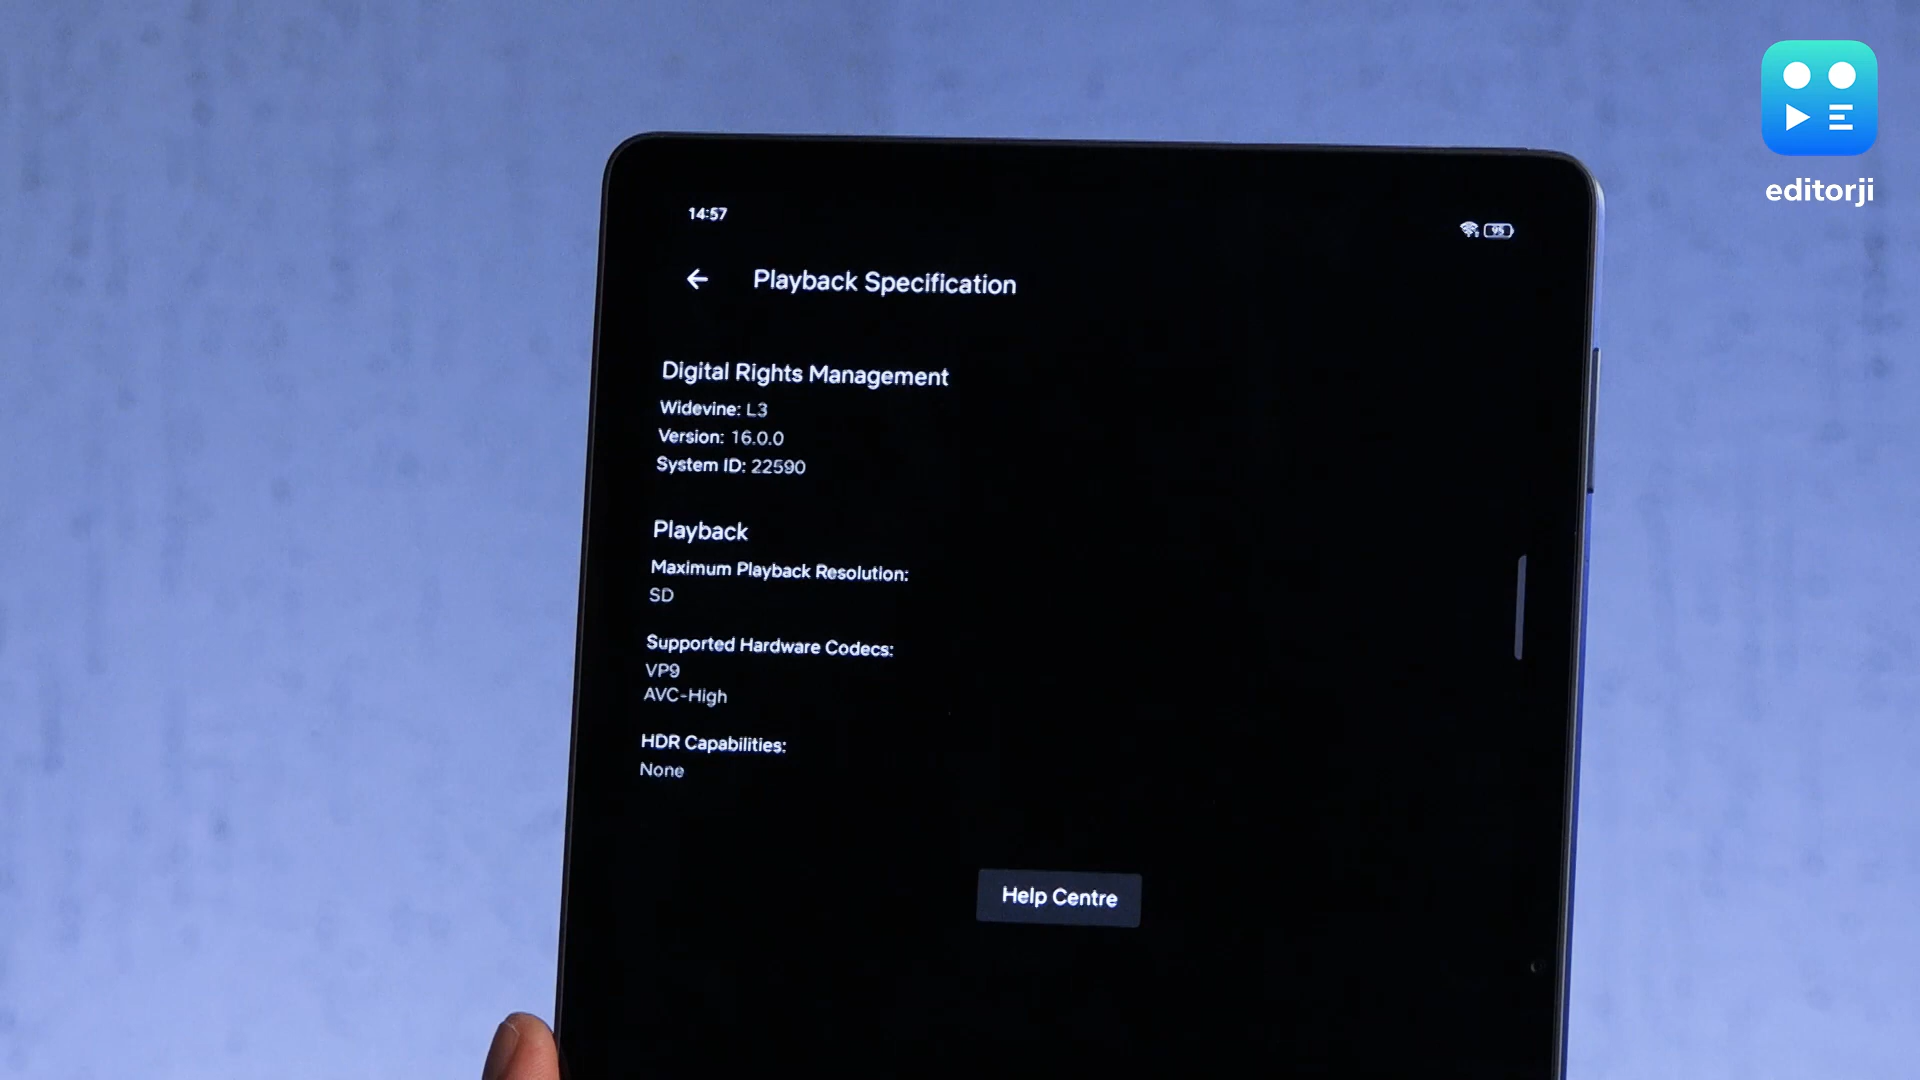 editorji
14:57
95
Playback Specification
Digital Rights Management
Widevine: L3
Version: 16.0.0
System ID: 22590
Playback
Maximum Playback Resolution:
SD
Supported Hardware Codecs:
VP9
AVC-High
HDR Capabilities:
None
Help Centre